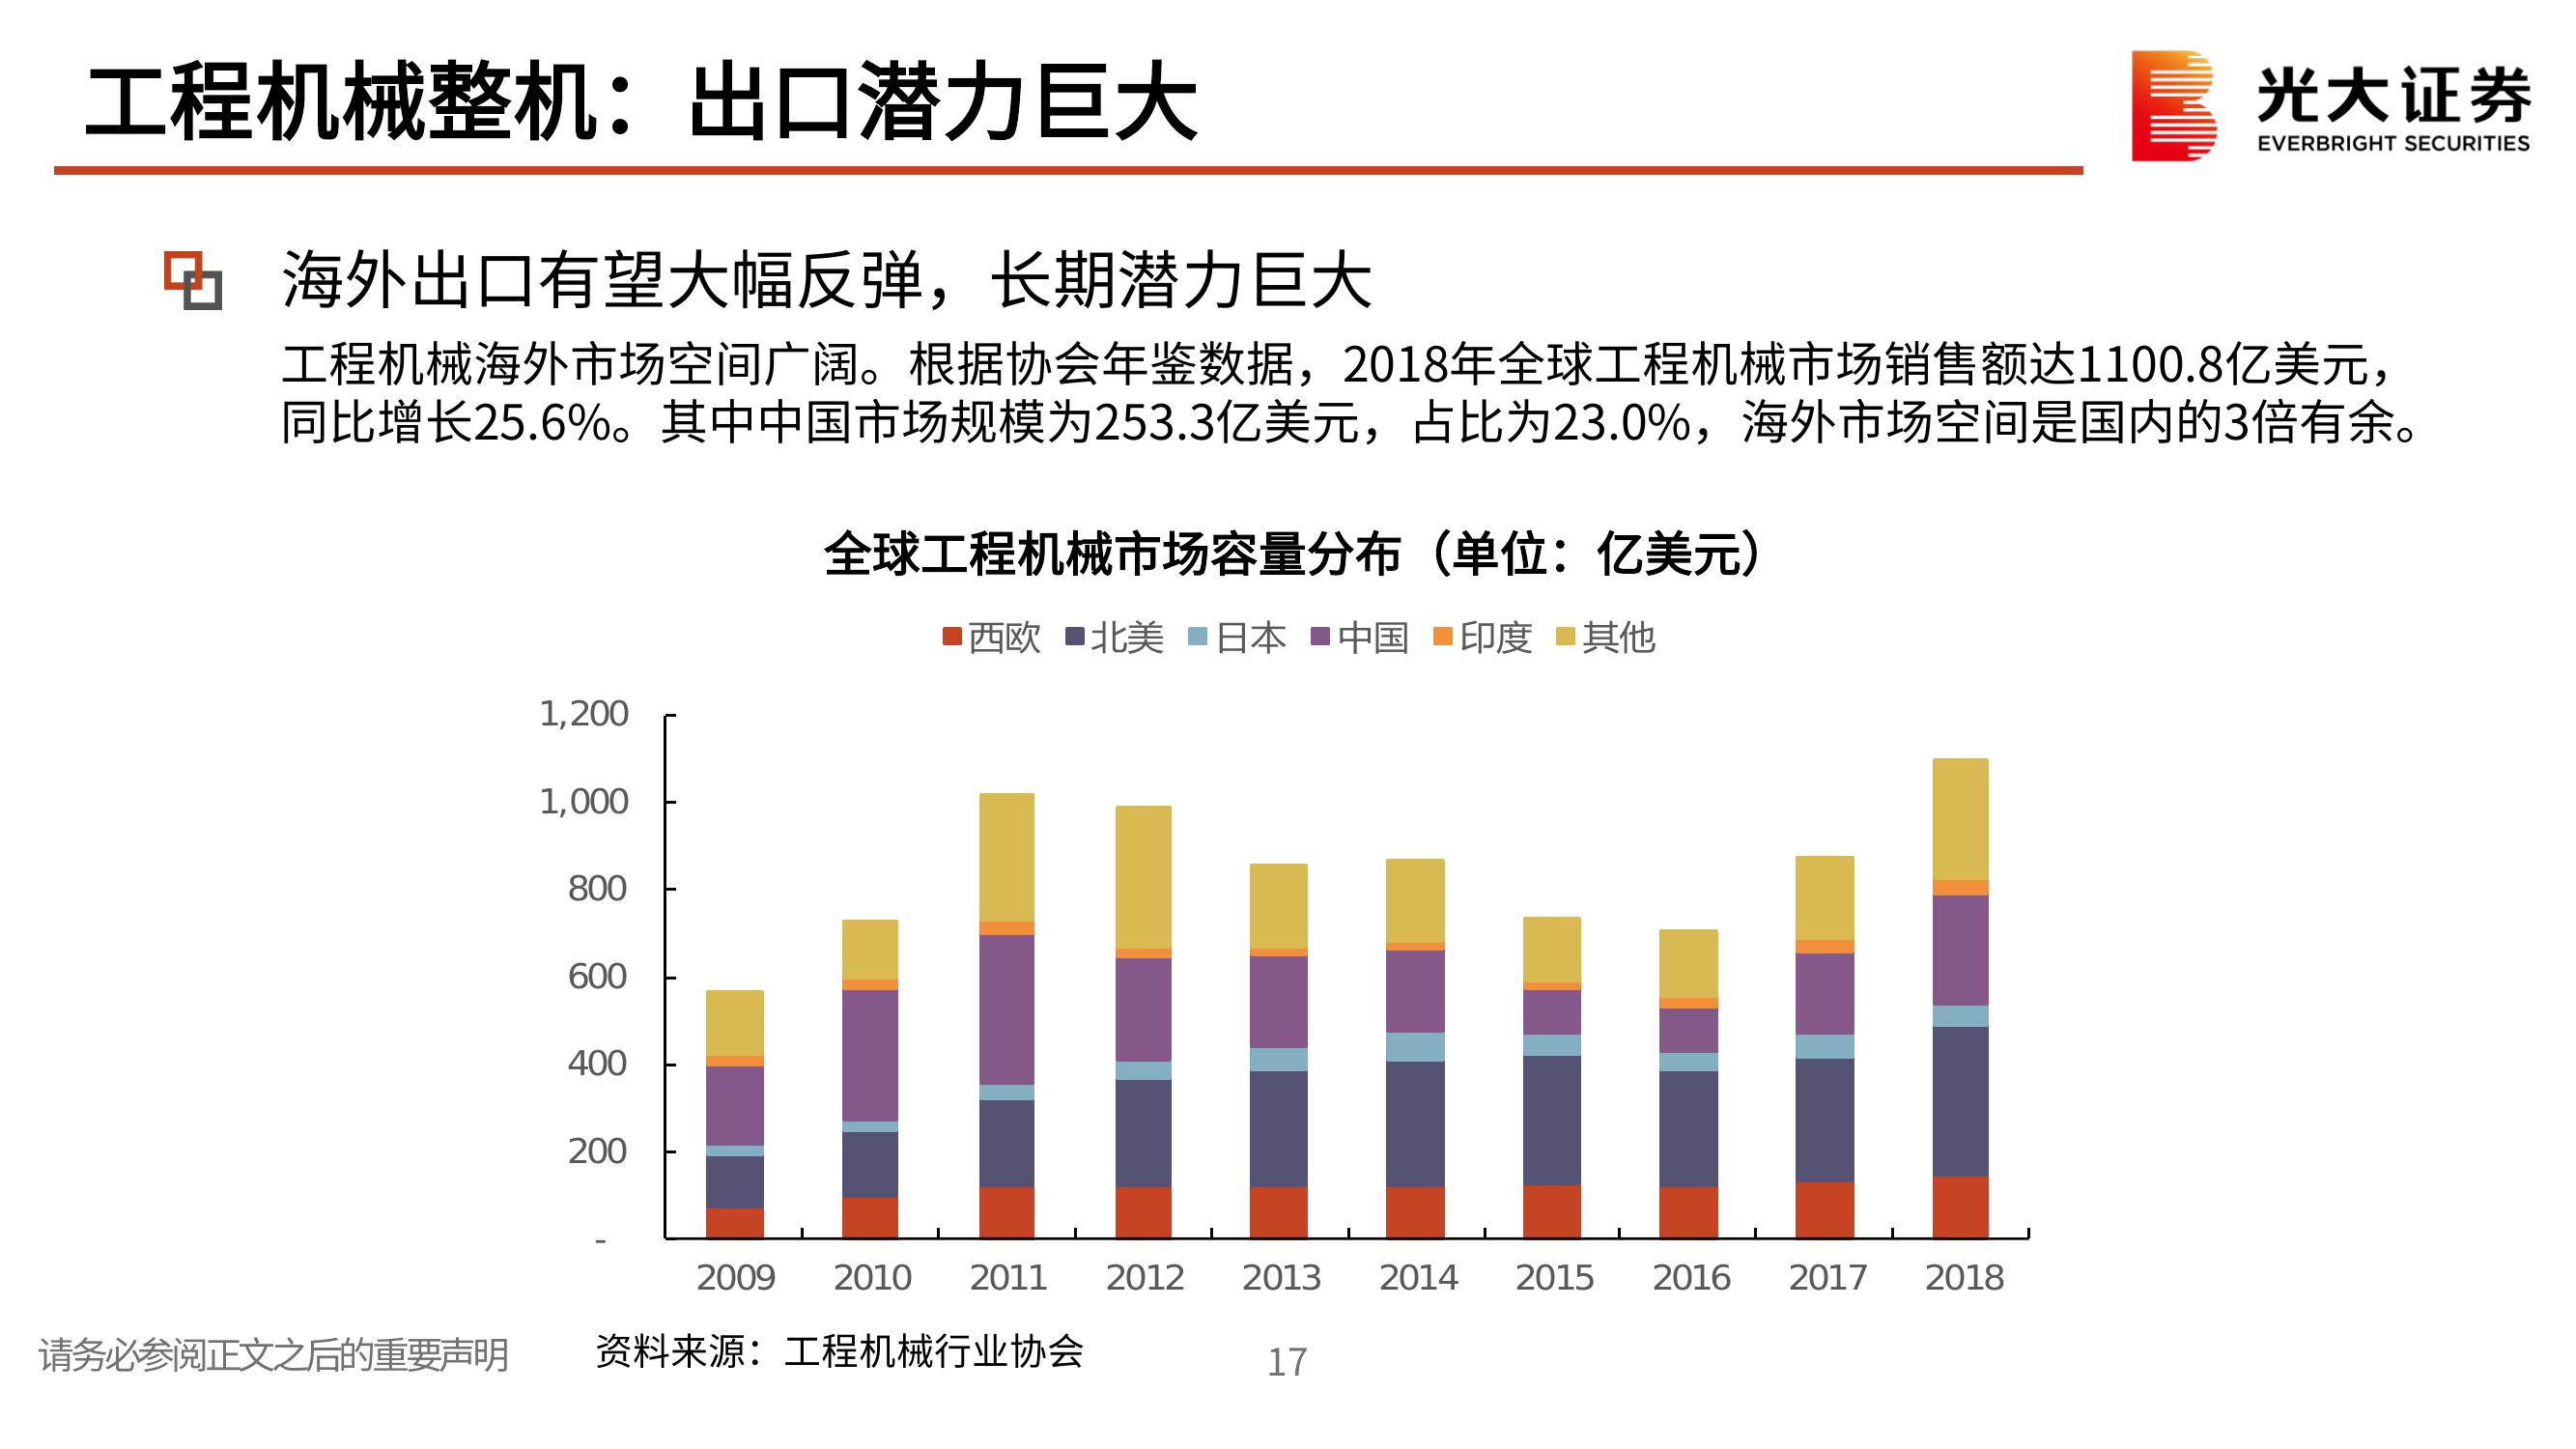 工程机械整机：出口潜力巨大
光大证券
EVERBRIGHT SECURITIES
海外出口有望大幅反弹，长期潜力巨大
工程机械海外市场空间广阔。根据协会年鉴数据，2018年全球工程机械市场销售额达1100.8亿美元，
同比增长25.6%。其中中国市场规模为253.3亿美元，占比为23.0%，海外市场空间是国内的3倍有余。
全球工程机械市场容量分布（单位：亿美元）
西欧 北美 日本 中国 印度 其他
1,200
1,000
800
600
400
200
-
2009 2010 2011 2012 2013 2014 2015 2016 2017 2018
请务必参阅正文之后的重要声明
资料来源：工程机械行业协会
17